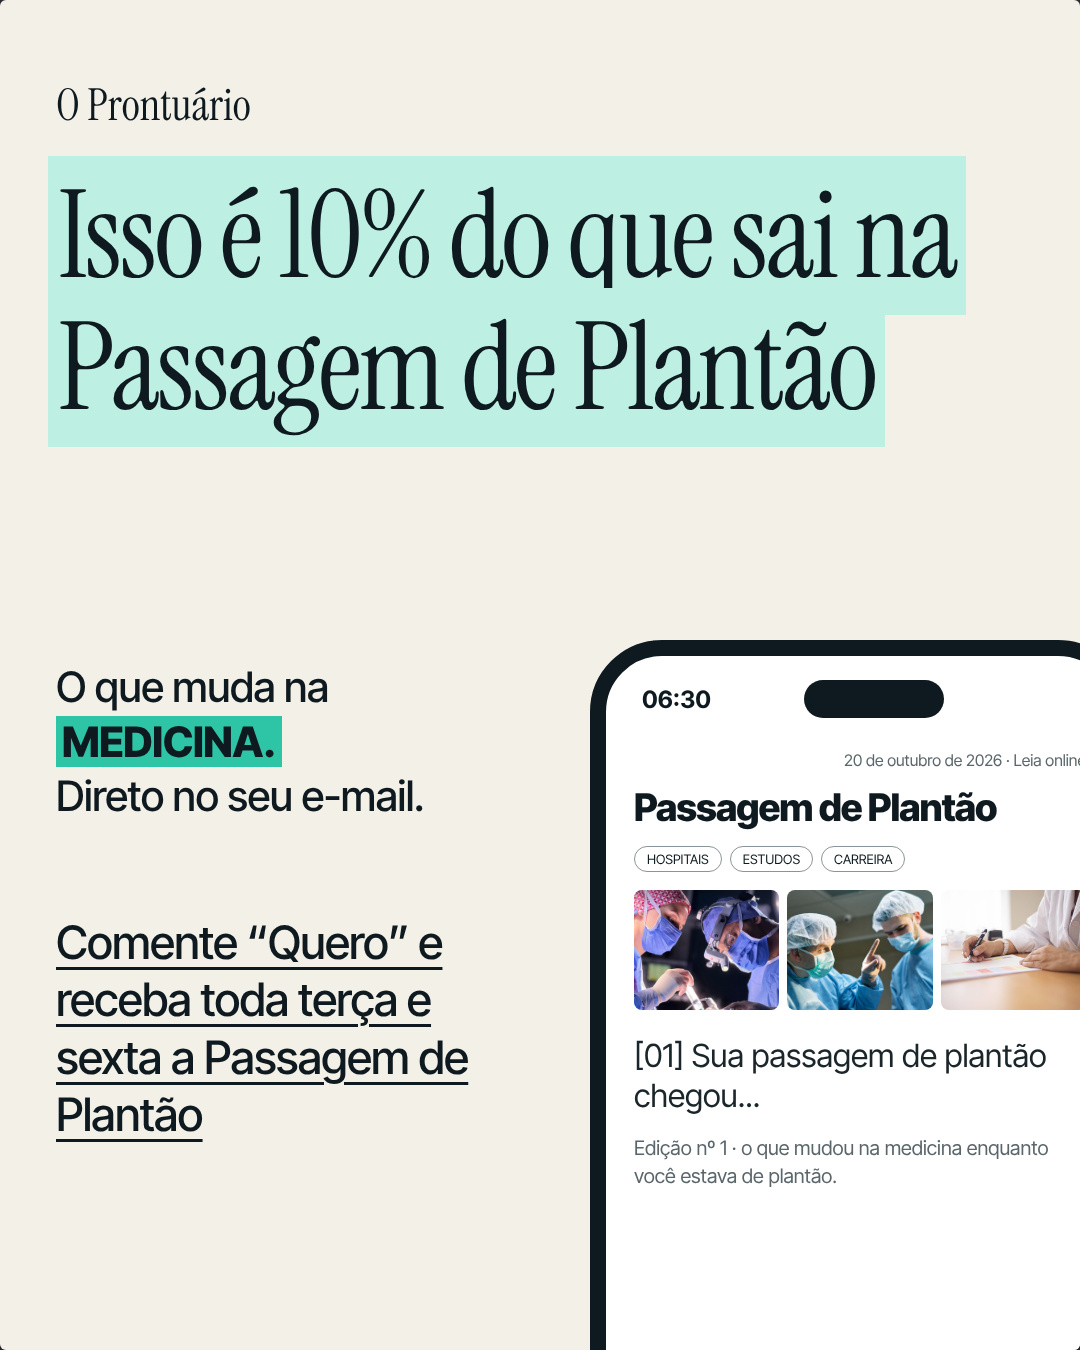 O Prontuário
Isso é 10% do que sai na
Passagem de Plantão
O que muda na
MEDICINA.
Direto no seu e-mail.
Comente “Quero” e
receba toda terça e
sexta a Passagem de
Plantão
06:30
20 de outubro de 2026 · Leia online
Passagem de Plantão
HOSPITAIS ESTUDOS CARREIRA
[01] Sua passagem de plantão
chegou...
Edição nº 1 · o que mudou na medicina enquanto
você estava de plantão.